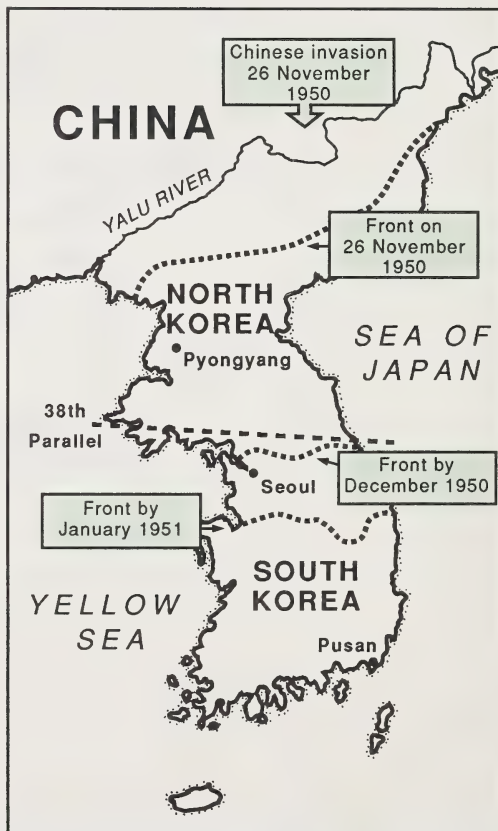 Chinese invasion
26 November
1950
CHINA
YALU RIVER
Front on
26 November
1950
NORTH
KOREA
Pyongyang
SEA OF
JAPAN
38th
Parallel
Seoul
Front by
December 1950
Front by
January 1951
SOUTH
KOREA
YELLOW
SEA
Pusan